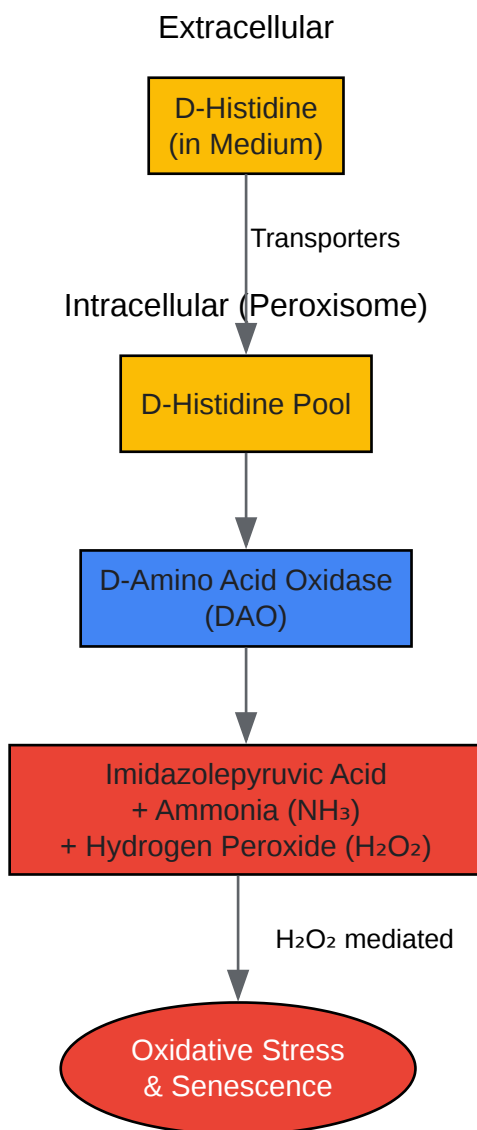 Extracellular
D-Histidine
(in Medium)
Transporters
Intracellular (Peroxisome)
D-Histidine Pool
D-Amino Acid Oxidase
(DAO)
Imidazolepyruvic Acid
+ Ammonia (NH₃)
+ Hydrogen Peroxide (H₂O₂)
H₂O₂ mediated
Oxidative Stress
& Senescence